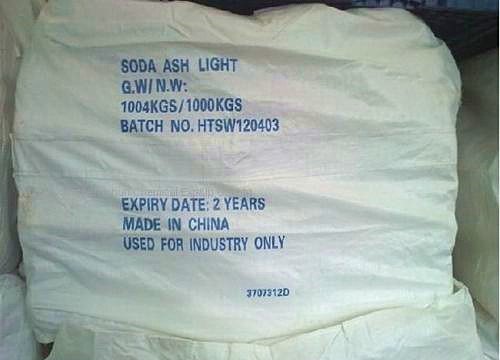 SODA ASH LIGHT
G.W/N.W:
1004KGS/1000KGS
BATCH NO. HTSW120403
EXPIRY DATE: 2 YEARS
MADE IN CHINA
USED FOR INDUSTRY ONLY
3707312D